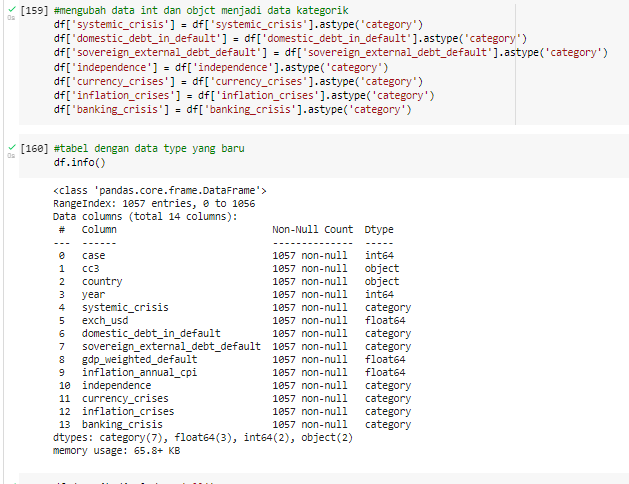 [159] #mengubah data int dan objct menjadi data kategorik
0s
df['systemic_crisis'] = df['systemic_crisis'].astype('category')
df['domestic_debt_in_default'] = df['domestic_debt_in_default'].astype('category')
df['sovereign_external_debt_default'] = df['sovereign_external_debt_default'].astype('category')
df['independence'] = df['independence'].astype('category')
df['currency_crises'] = df['currency_crises'].astype('category')
df['inflation_crises'] = df['inflation_crises'].astype('category')
df['banking_crisis'] = df['banking_crisis'].astype('category')
[160] #tabel dengan data type yang baru
0s
df.info()
<class 'pandas.core.frame.DataFrame'>
RangeIndex: 1057 entries, 0 to 1056
Data columns (total 14 columns):
# Column Non-Null Count Dtype
--- ------ -------------- -----
0 case 1057 non-null int64
1 cc3 1057 non-null object
2 country 1057 non-null object
3 year 1057 non-null int64
4 systemic_crisis 1057 non-null category
5 exch_usd 1057 non-null float64
6 domestic_debt_in_default 1057 non-null category
7 sovereign_external_debt_default 1057 non-null category
8 gdp_weighted_default 1057 non-null float64
9 inflation_annual_cpi 1057 non-null float64
10 independence 1057 non-null category
11 currency_crises 1057 non-null category
12 inflation_crises 1057 non-null category
13 banking_crisis 1057 non-null category
dtypes: category(7), float64(3), int64(2), object(2)
memory usage: 65.8+ KB